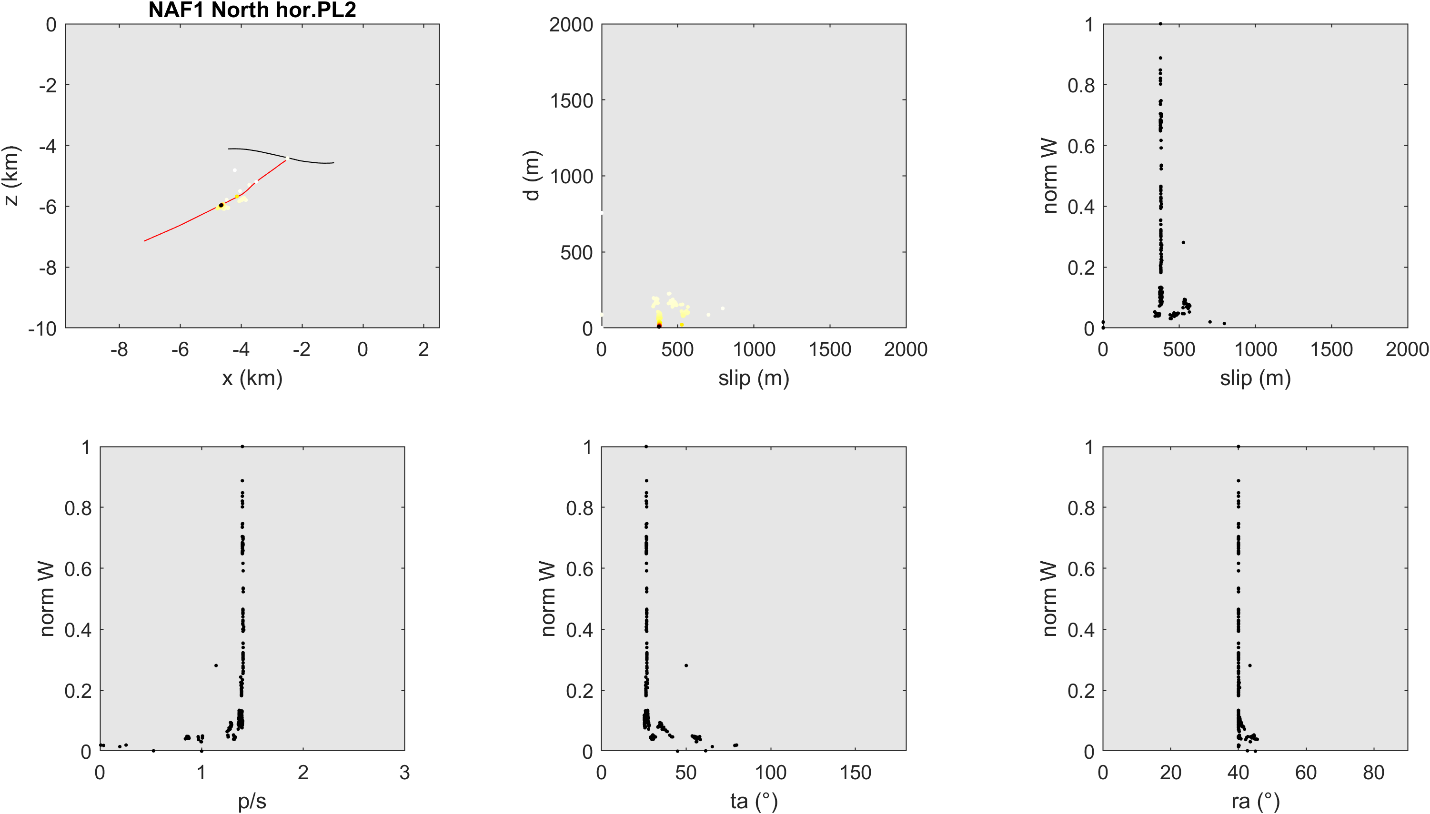 NAF1 North hor.PL2
0
-2
-4
-6
-8
-10
z (km)
-8 -6 -4 -2 0 2
x (km)
2000
1500
1000
500
0
d (m)
0 500 1000 1500 2000
slip (m)
1
0.8
0.6
0.4
0.2
0
norm W
0 500 1000 1500 2000
slip (m)
1
0.8
0.6
0.4
0.2
0
norm W
0 1 2 3
p/s
1
0.8
0.6
0.4
0.2
0
norm W
0 50 100 150
ta (°)
1
0.8
0.6
0.4
0.2
0
norm W
0 20 40 60 80
ra (°)